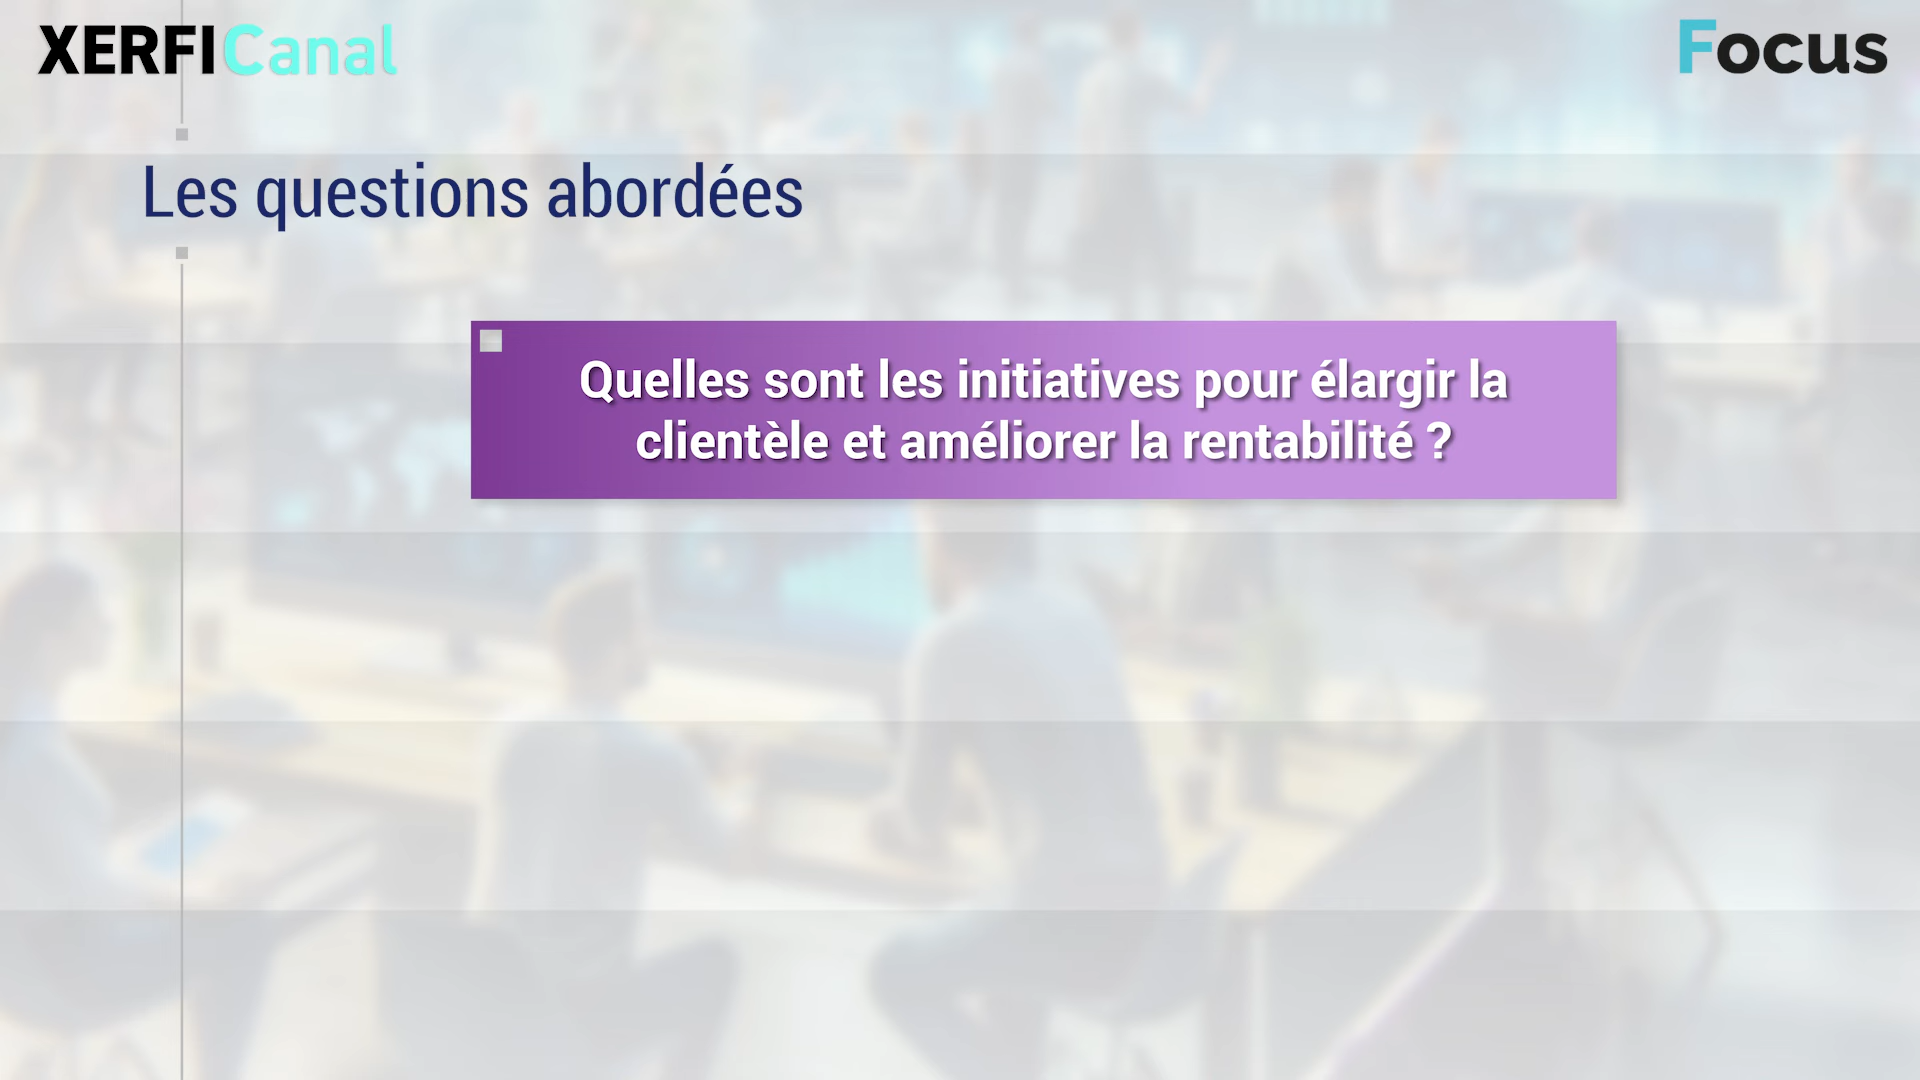 XERFICanal
Focus
Les questions abordées
Quelles sont les initiatives pour élargir la
clientèle et améliorer la rentabilité ?